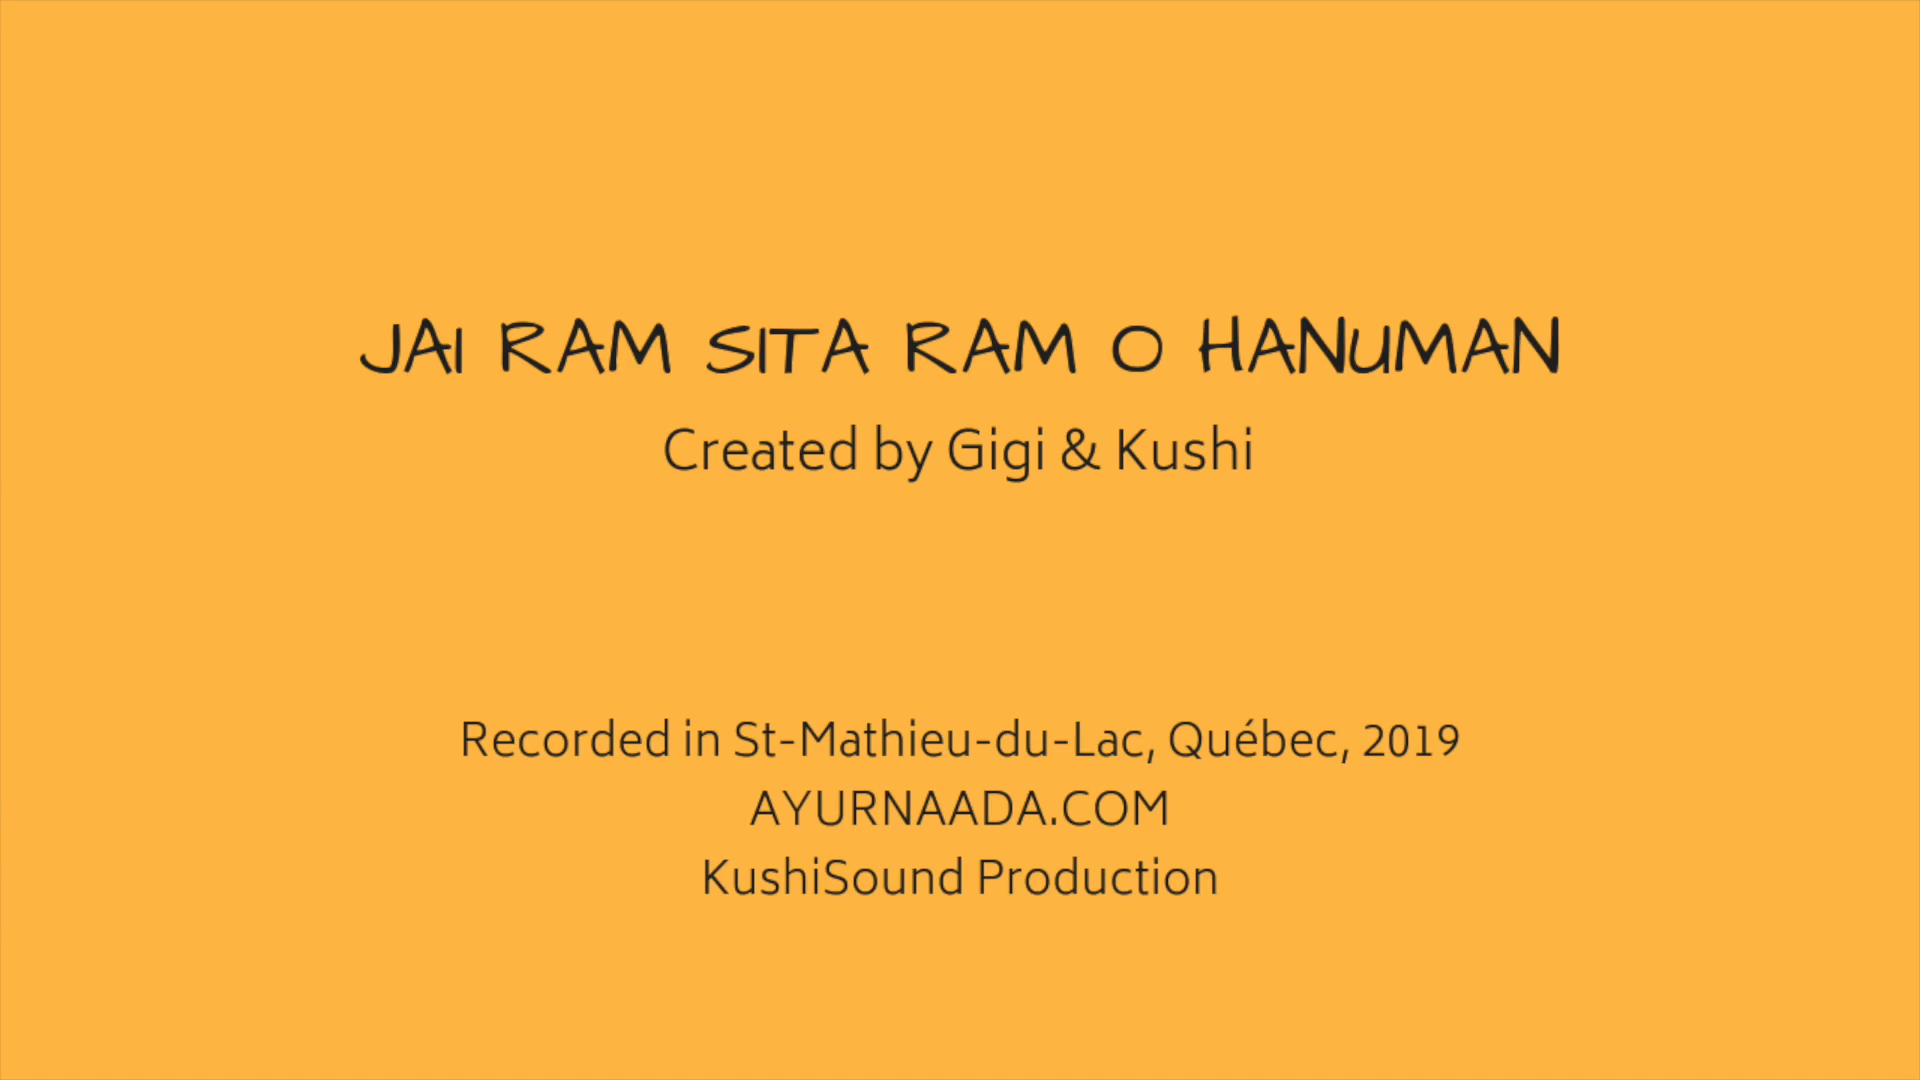 JAI RAM SITA RAM O HANUMAN
Created by Gigi & Kushi
Recorded in St-Mathieu-du-Lac, Québec, 2019
AYURNAADA.COM
KushiSound Production